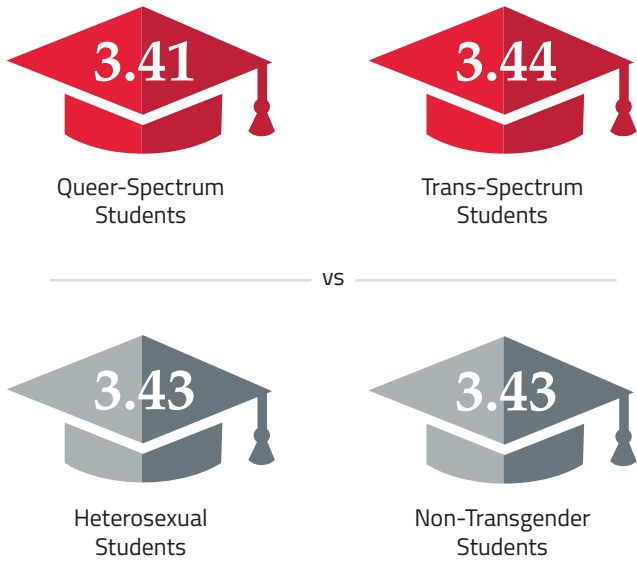 3.41 3.44
Queer-Spectrum Trans-Spectrum
Students Students
vs
3.43 3.43
Heterosexual Non-Transgender
Students Students